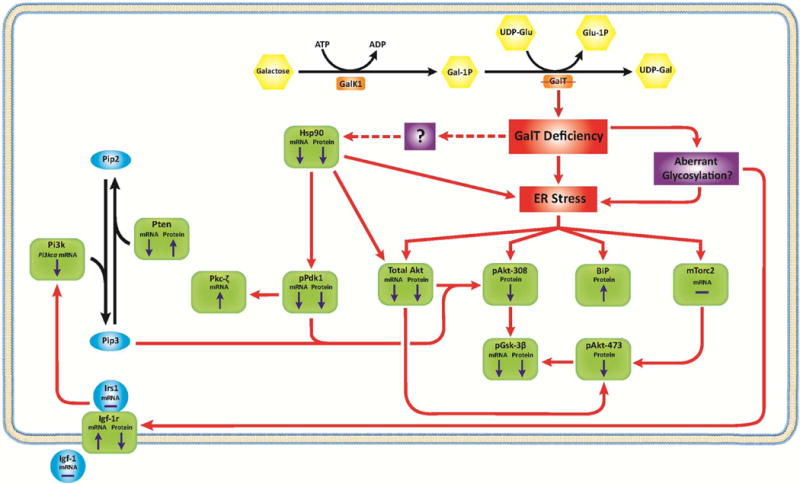 UDP-Glu
Glu-1P
ATP
ADP
Galactose
Gal-1P
UDP-Gal
GalK1
GalT
Hsp90
mRNA Protein
?
GalT Deficiency
Aberrant
Glycosylation?
Pip2
ER Stress
Pten
mRNA Protein
Pi3k
Pi3kca mRNA
Pkc-ζ
mRNA
pPdk1
mRNA Protein
Total Akt
mRNA Protein
pAkt-308
Protein
BiP
Protein
mTorc2
mRNA
Pip3
pGsk-3β
mRNA Protein
pAkt-473
Protein
Irs1
mRNA
Igf-1r
mRNA Protein
Igf-1
mRNA